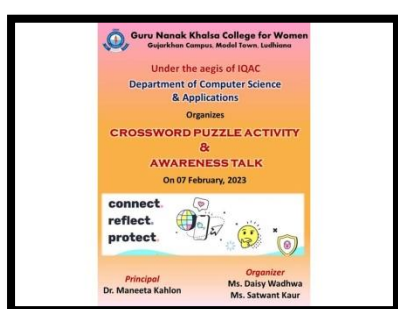 Guru Nanak Khalsa College for Women
Gujarkhan Campus, Model Town, Ludhiana
Under the aegis of IQAC
Department of Computer Science
& Applications
Organizes
CROSSWORD PUZZLE ACTIVITY
&
AWARENESS TALK
On 07 February, 2023
connect.
reflect.
protect.
Principal
Dr. Maneeta Kahlon
Organizer
Ms. Daisy Wadhwa
Ms. Satwant Kaur